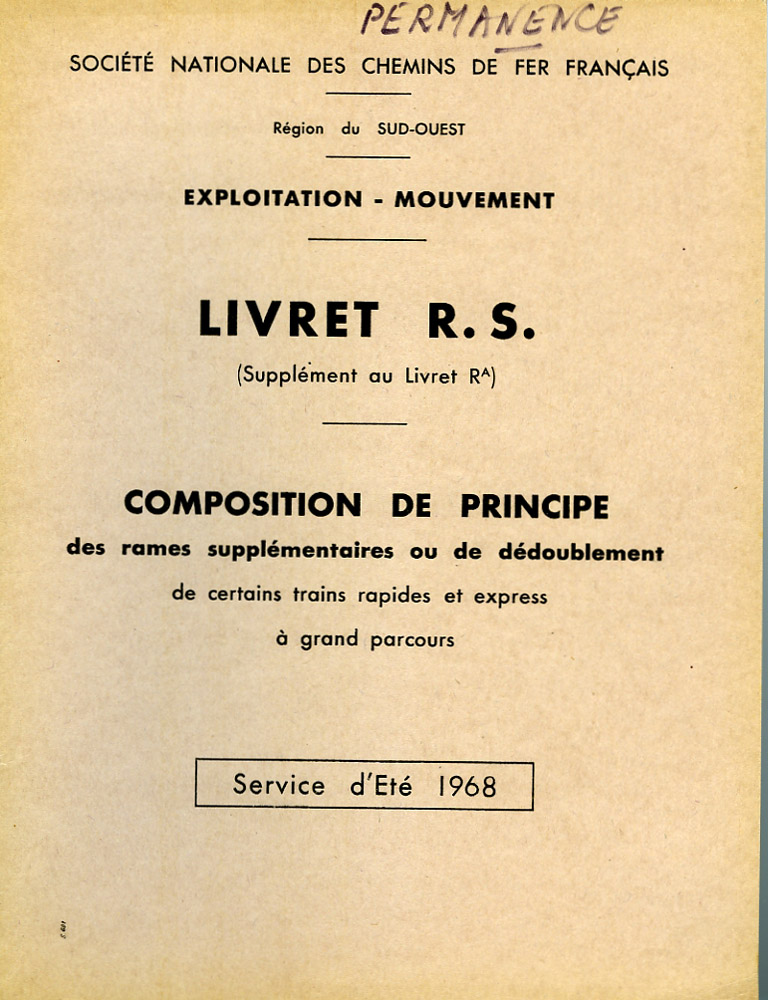 PERMANENCE
SOCIÉTÉ NATIONALE DES CHEMINS DE FER FRANÇAIS
Région du SUD-OUEST
EXPLOITATION - MOUVEMENT
LIVRET R. S.
(Supplément au Livret Rᴬ)
COMPOSITION DE PRINCIPE
des rames supplémentaires ou de dédoublement
de certains trains rapides et express
à grand parcours
Service d'Eté 1968